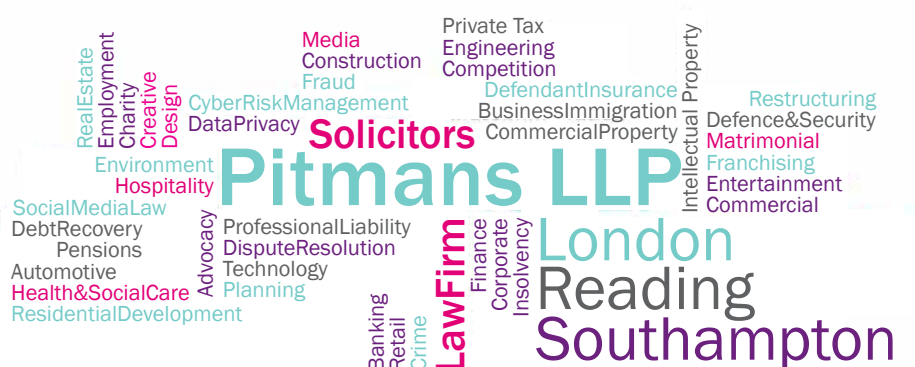 RealEstate
Employment
Charity
Creative
Design
Media
Construction
Fraud
CyberRiskManagement
DataPrivacy
Solicitors
Private Tax
Engineering
Competition
DefendantInsurance
BusinessImmigration
CommercialProperty
Intellectual Property
Restructuring
Defence&Security
Matrimonial
Franchising
Entertainment
Commercial
Environment
Hospitality
Pitmans LLP
SocialMediaLaw
DebtRecovery
Pensions
Automotive
Health&SocialCare
ResidentialDevelopment
Advocacy
ProfessionalLiability
DisputeResolution
Technology
Planning
Banking
Retail
Crime
LawFirm
Finance
Corporate
Insolvency
London
Reading
Southampton